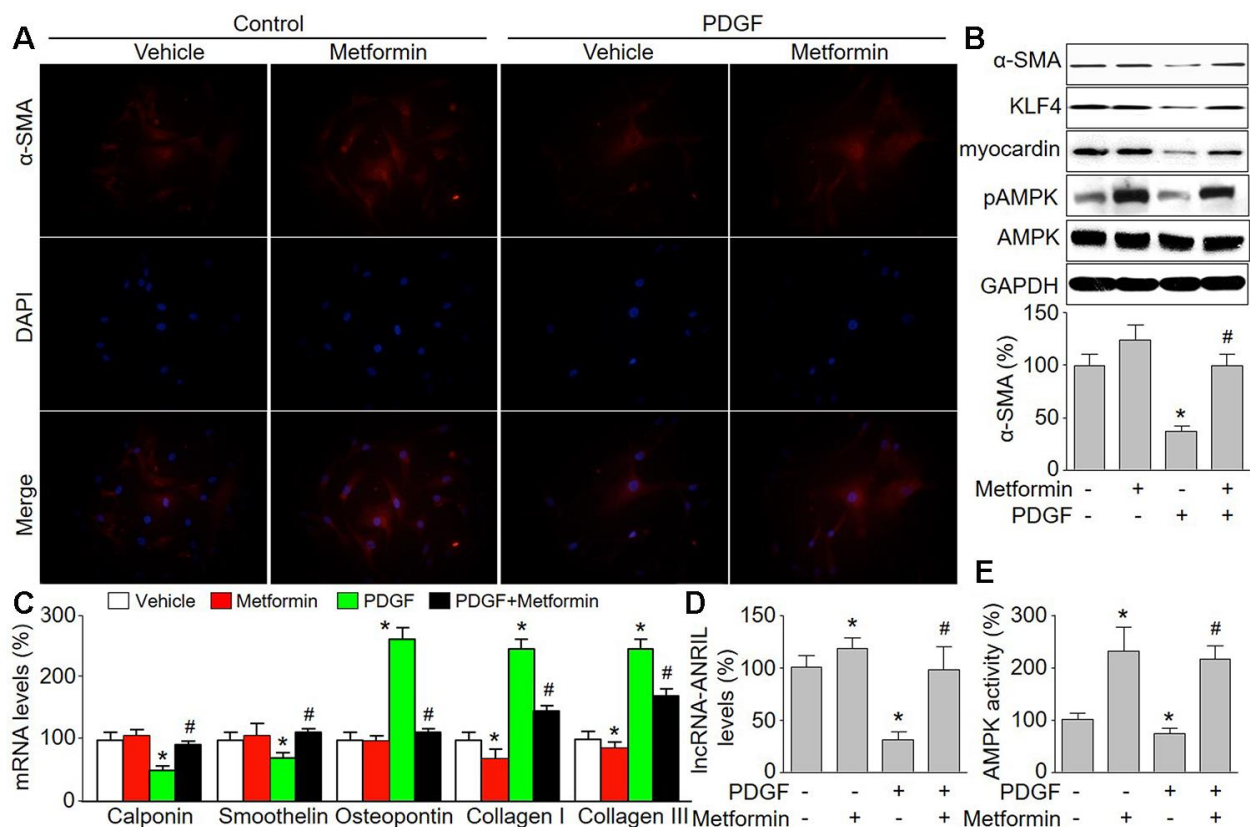 A
Control
PDGF
Vehicle
Metformin
Vehicle
Metformin
α-SMA
DAPI
Merge
B
α-SMA
KLF4
myocardin
pAMPK
AMPK
GAPDH
150
100
50
0
α-SMA (%)
*
#
Metformin - + - +
PDGF - - + +
C
Vehicle Metformin PDGF PDGF+Metformin
300
200
100
0
mRNA levels (%)
* # * # * # * * # * * #
Calponin Smoothelin Osteopontin Collagen I Collagen III
D
150
100
50
0
lncRNA-ANRIL
levels (%)
* * #
PDGF - - + +
Metformin - + - +
E
300
200
100
0
AMPK activity (%)
* * #
PDGF - - + +
Metformin - + - +